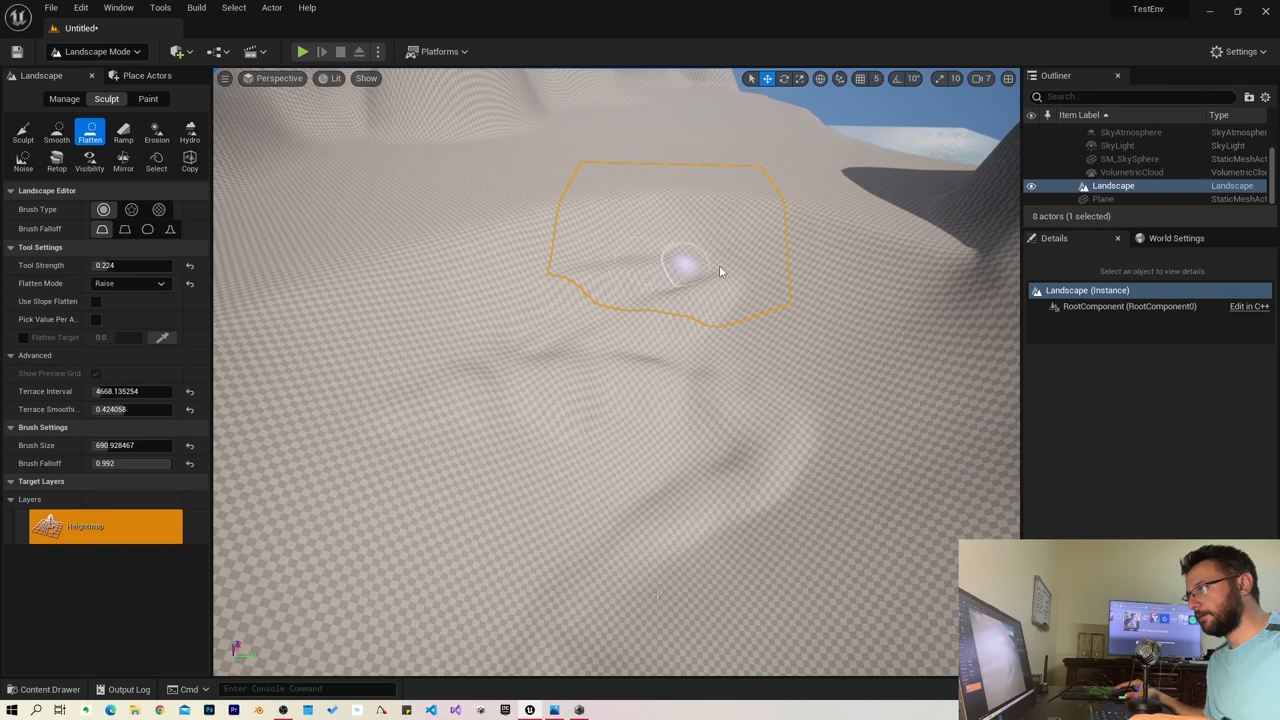 File Edit Window Tools Build Select Actor Help
TestEnv
Untitled*
Landscape Mode
Platforms
Settings
Landscape
Place Actors
Perspective
Lit
Show
5
10°
10
7
Outliner
Search...
Manage
Sculpt
Paint
Item Label
Type
Sculpt
Smooth
Flatten
Ramp
Erosion
Hydro
SkyAtmosphere SkyAtmospher
SkyLight SkyLight
SM_SkySphere StaticMeshAct
VolumetricCloud VolumetricClou
Landscape Landscape
Plane StaticMeshAct
Noise
Retop
Visibility
Mirror
Select
Copy
8 actors (1 selected)
Landscape Editor
Brush Type
Brush Falloff
Details
World Settings
Tool Settings
Tool Strength 0.224
Flatten Mode Raise
Use Slope Flatten
Pick Value Per A...
Flatten Target 0.0
Select an object to view details.
Landscape (Instance)
RootComponent (RootComponent0) Edit in C++
Advanced
Show Preview Grid
Terrace Interval 4668.135254
Terrace Smoothi... 0.424058
Brush Settings
Brush Size 690.928467
Brush Falloff 0.992
Target Layers
Layers
Heightmap
Content Drawer
Output Log
Cmd
Enter Console Command